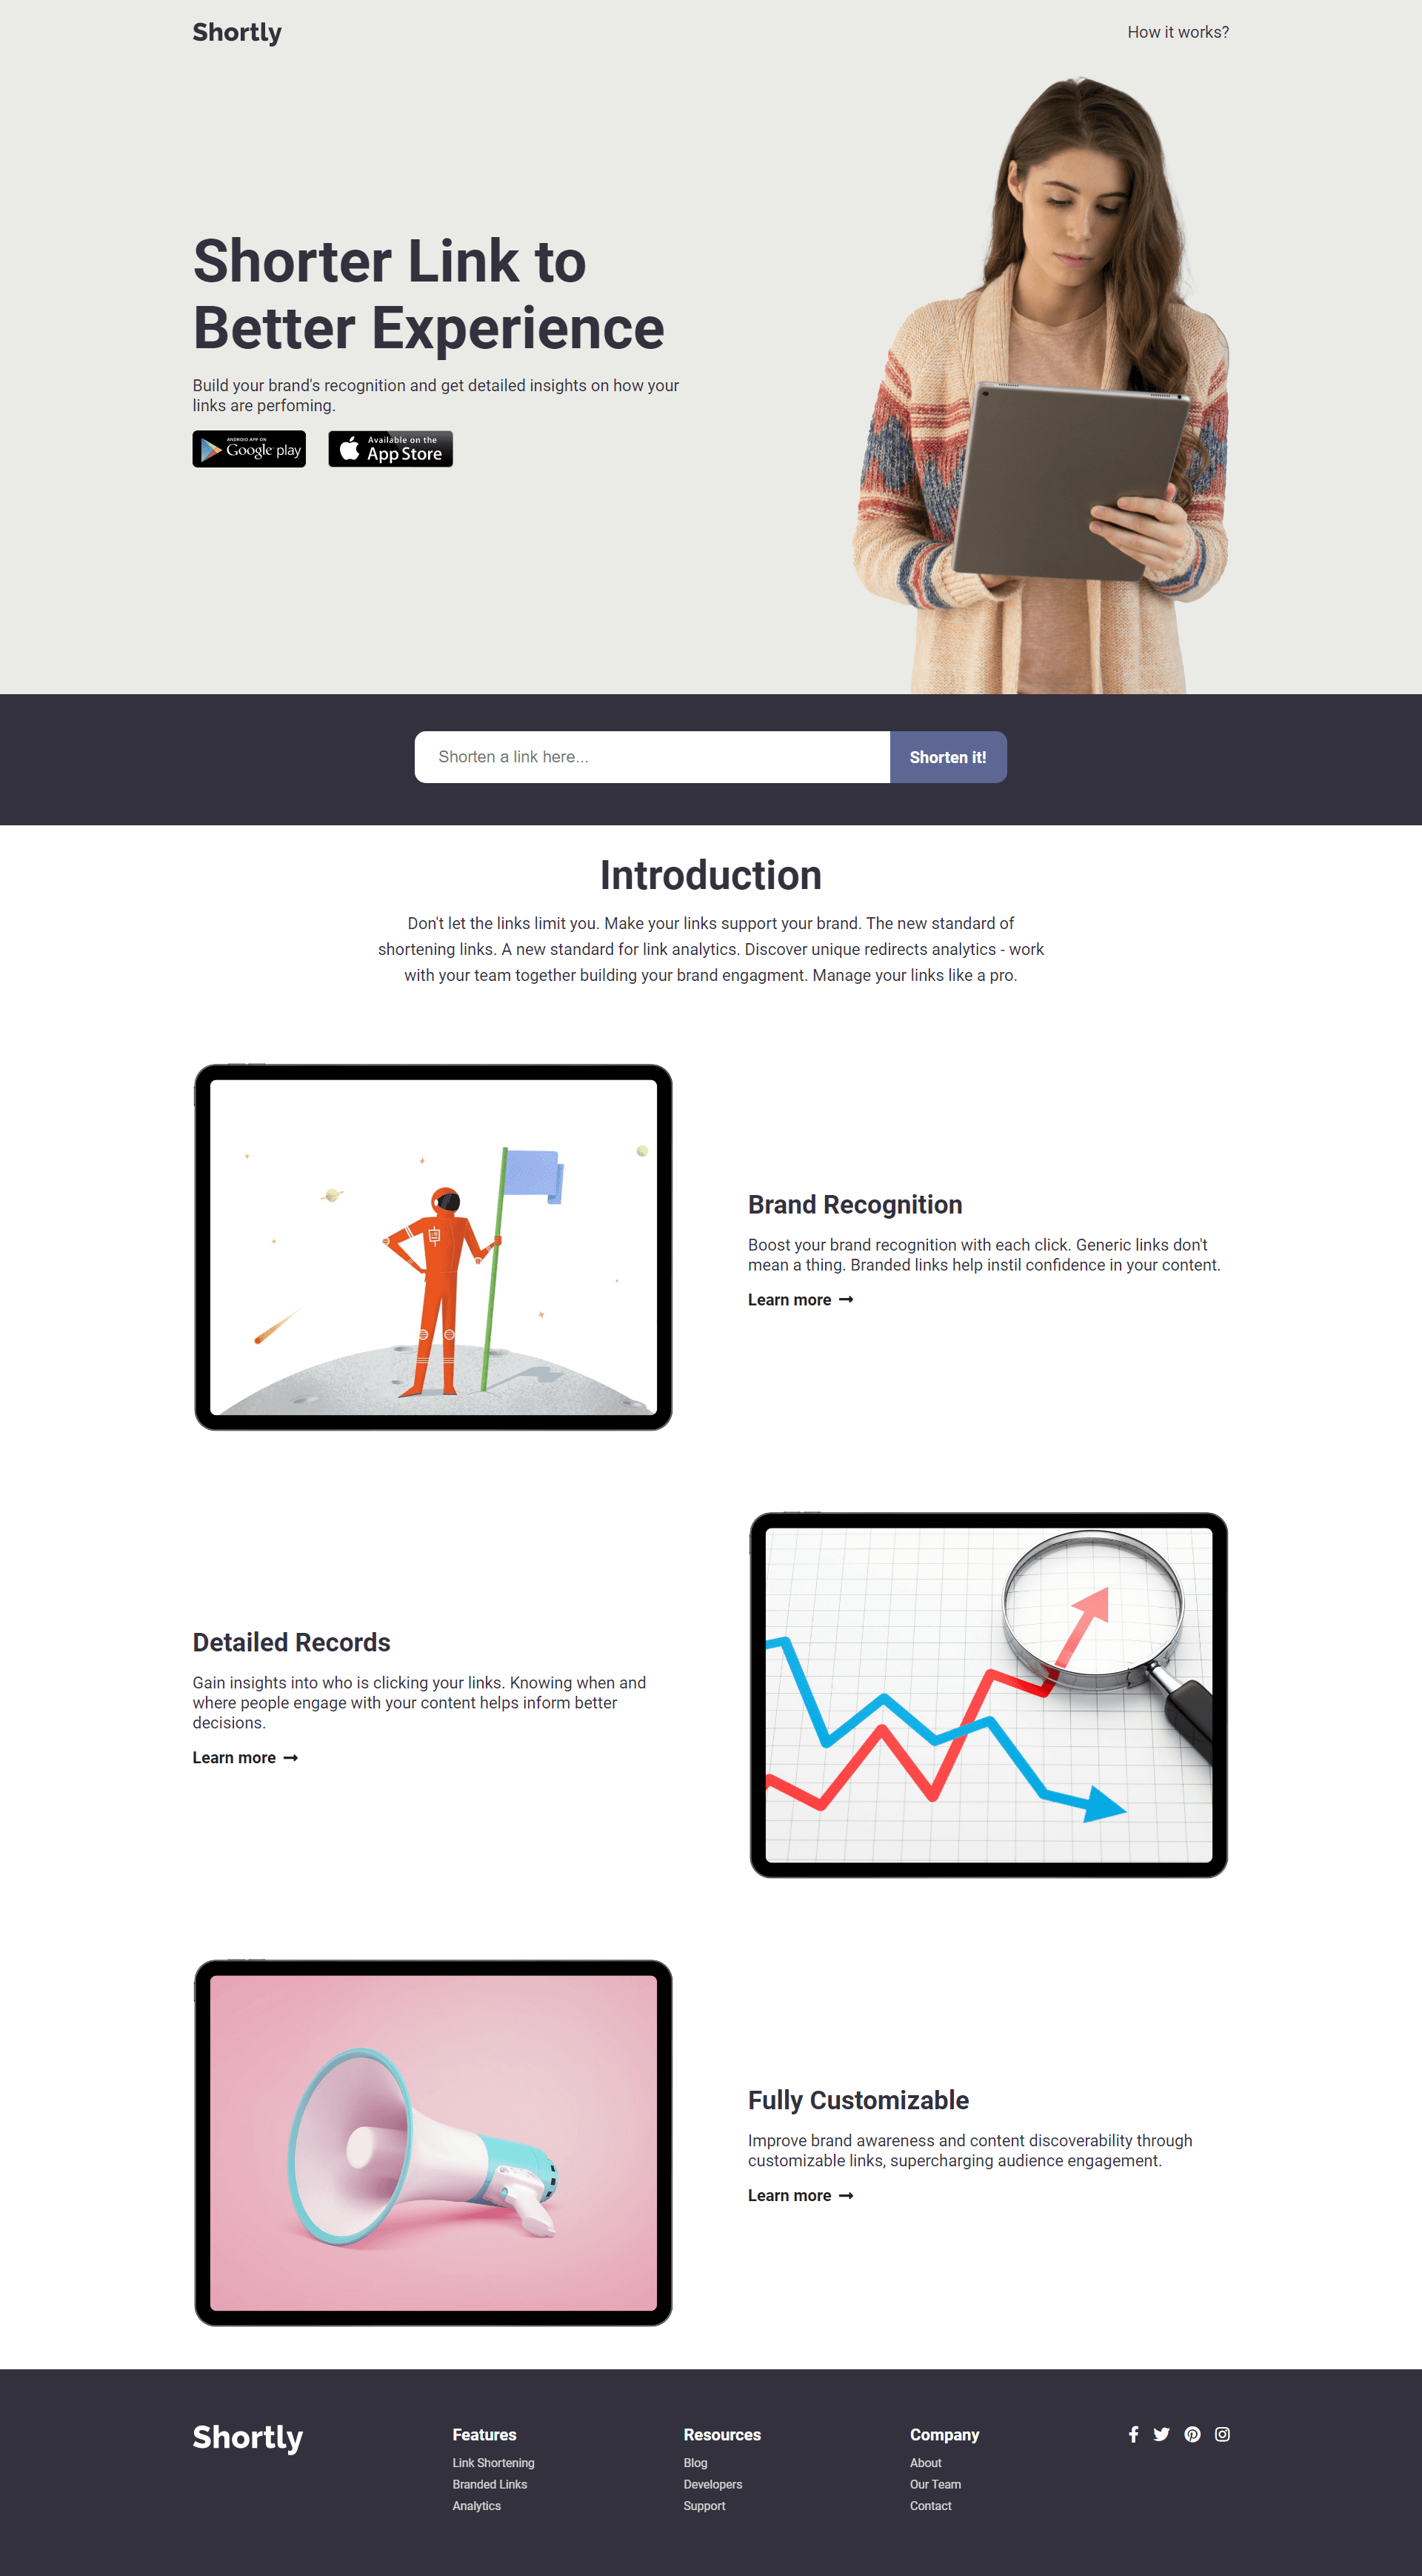 Shortly
How it works?
Shorter Link to
Better Experience
Build your brand's recognition and get detailed insights on how your
links are perfoming.
ANDROID APP ON
Google play
Available on the
App Store
Shorten a link here...
Shorten it!
Introduction
Don't let the links limit you. Make your links support your brand. The new standard of
shortening links. A new standard for link analytics. Discover unique redirects analytics - work
with your team together building your brand engagment. Manage your links like a pro.
Brand Recognition
Boost your brand recognition with each click. Generic links don't
mean a thing. Branded links help instil confidence in your content.
Learn more
Detailed Records
Gain insights into who is clicking your links. Knowing when and
where people engage with your content helps inform better
decisions.
Learn more
Fully Customizable
Improve brand awareness and content discoverability through
customizable links, supercharging audience engagement.
Learn more
Shortly
Features
Link Shortening
Branded Links
Analytics
Resources
Blog
Developers
Support
Company
About
Our Team
Contact